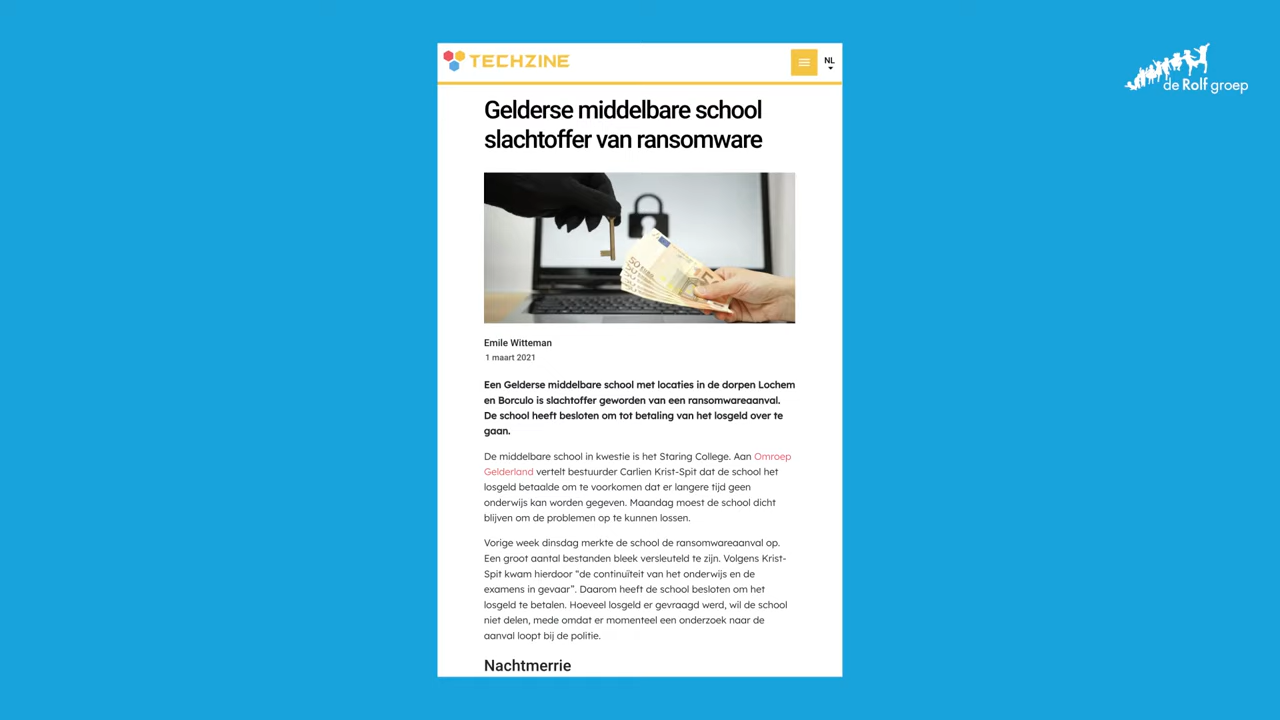 TECHZINE
NL
de Rolf groep
Gelderse middelbare school
slachtoffer van ransomware
Emile Witteman
1 maart 2021
Een Gelderse middelbare school met locaties in de dorpen Lochem
en Borculo is slachtoffer geworden van een ransomwareaanval.
De school heeft besloten om tot betaling van het losgeld over te
gaan.
De middelbare school in kwestie is het Staring College. Aan Omroep
Gelderland vertelt bestuurder Carlien Krist-Spit dat de school het
losgeld betaalde om te voorkomen dat er langere tijd geen
onderwijs kan worden gegeven. Maandag moest de school dicht
blijven om de problemen op te kunnen lossen.
Vorige week dinsdag merkte de school de ransomwareaanval op.
Een groot aantal bestanden bleek versleuteld te zijn. Volgens Krist-
Spit kwam hierdoor “de continuïteit van het onderwijs en de
examens in gevaar”. Daarom heeft de school besloten om het
losgeld te betalen. Hoeveel losgeld er gevraagd werd, wil de school
niet delen, mede omdat er momenteel een onderzoek naar de
aanval loopt bij de politie.
Nachtmerrie